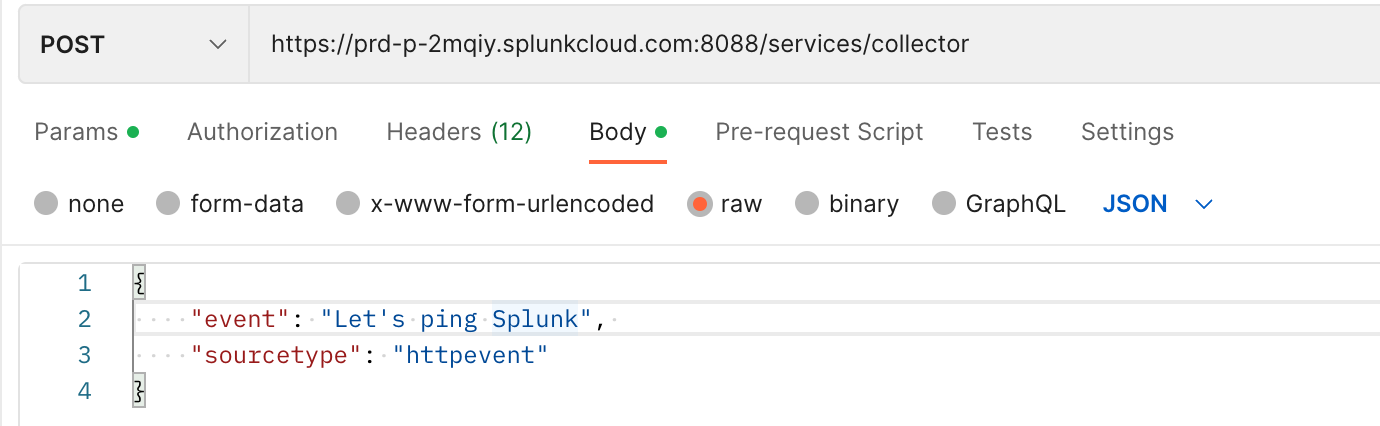 POST https://prd-p-2mqiy.splunkcloud.com:8088/services/collector
Params Authorization Headers (12) Body Pre-request Script Tests Settings
none form-data x-www-form-urlencoded raw binary GraphQL JSON
1 {
2 "event": "Let's ping Splunk",
3 "sourcetype": "httpevent"
4 }